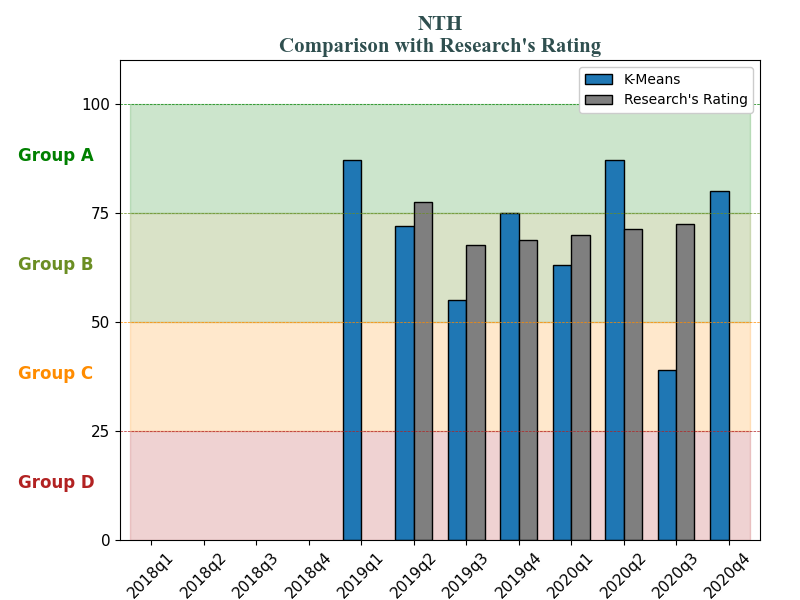 NTH
Comparison with Research's Rating
K-Means
Research's Rating
100
Group A
75
Group B
50
Group C
25
Group D
0
2018q1
2018q2
2018q3
2018q4
2019q1
2019q2
2019q3
2019q4
2020q1
2020q2
2020q3
2020q4